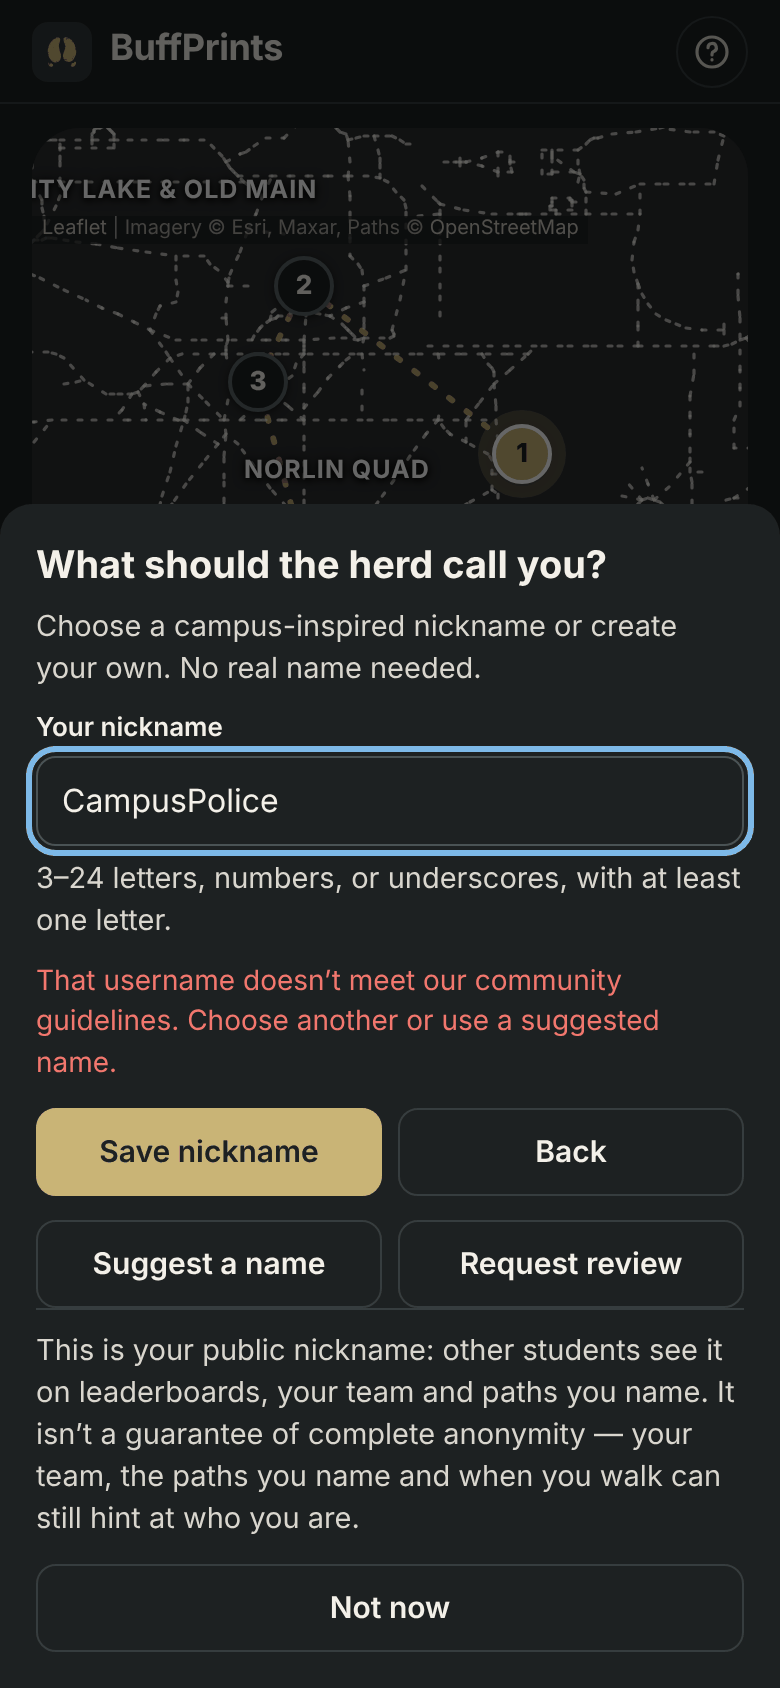 BuffPrints
ITY LAKE & OLD MAIN
Leaflet | Imagery © Esri, Maxar, Paths © OpenStreetMap
2
3
1
NORLIN QUAD
What should the herd call you?
Choose a campus-inspired nickname or create
your own. No real name needed.
Your nickname
CampusPolice
3–24 letters, numbers, or underscores, with at least
one letter.
That username doesn’t meet our community
guidelines. Choose another or use a suggested
name.
Save nickname
Back
Suggest a name
Request review
This is your public nickname: other students see it
on leaderboards, your team and paths you name. It
isn’t a guarantee of complete anonymity — your
team, the paths you name and when you walk can
still hint at who you are.
Not now